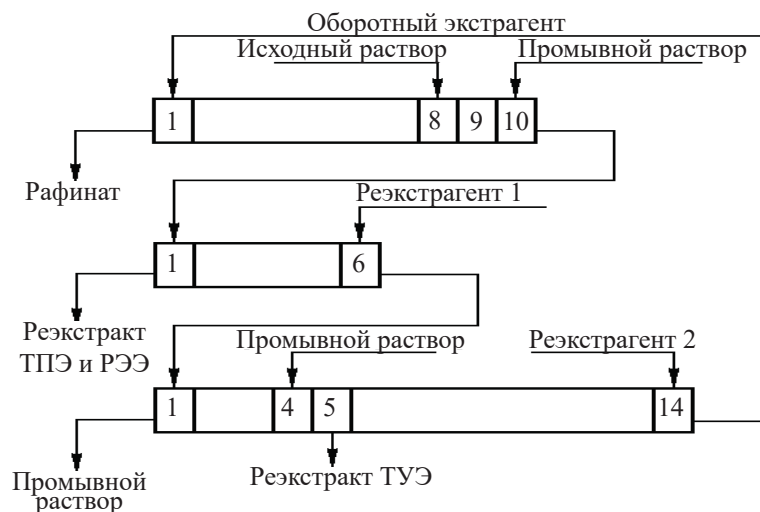 Оборотный экстрагент
Исходный раствор
Промывной раствор
1
8
9
10
Рафинат
Реэкстрагент 1
1
6
Реэкстракт
ТПЭ и РЭЭ
Промывной раствор
Реэкстрагент 2
1
4
5
14
Промывной
раствор
Реэкстракт ТУЭ